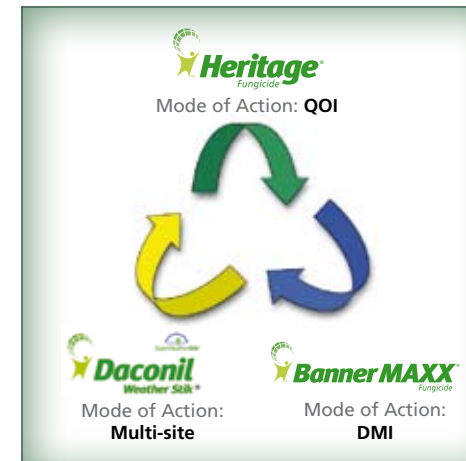 Heritage®
Fungicide
Mode of Action: QOI
Daconil
Weather Stik®
Mode of Action:
Multi-site
Banner MAXX®
Fungicide
Mode of Action:
DMI